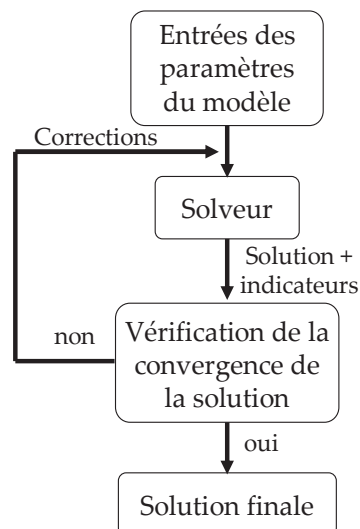 Entrées des
paramètres
du modèle
Corrections
Solveur
Solution +
indicateurs
non
Vérification de la
convergence de
la solution
oui
Solution finale